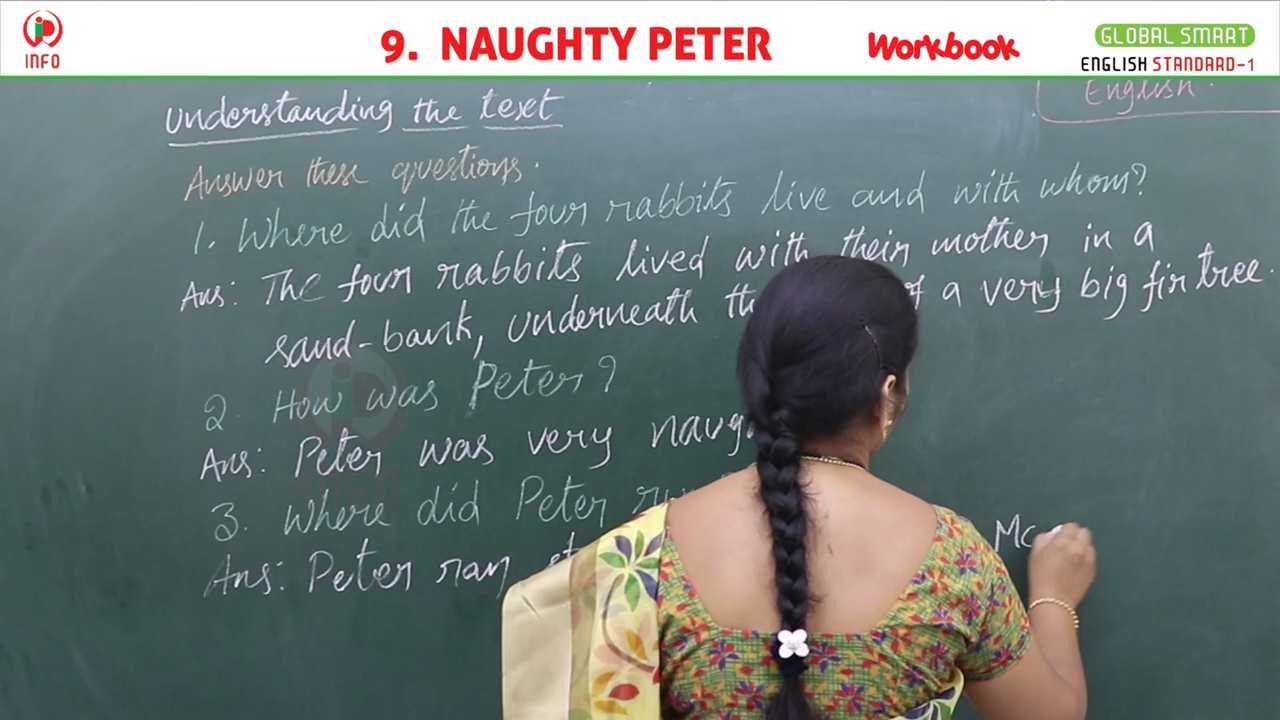 INFO
9. NAUGHTY PETER
Workbook
GLOBAL SMART
ENGLISH STANDARD-1
English.
Understanding the text
Answer these questions.
1. Where did the four rabbits live and with whom?
Ans: The four rabbits lived with their mother in a
sand-bank, underneath of a very big fir tree.
2. How was Peter?
Ans: Peter was very
3. Where did Peter
Ans: Peter ran